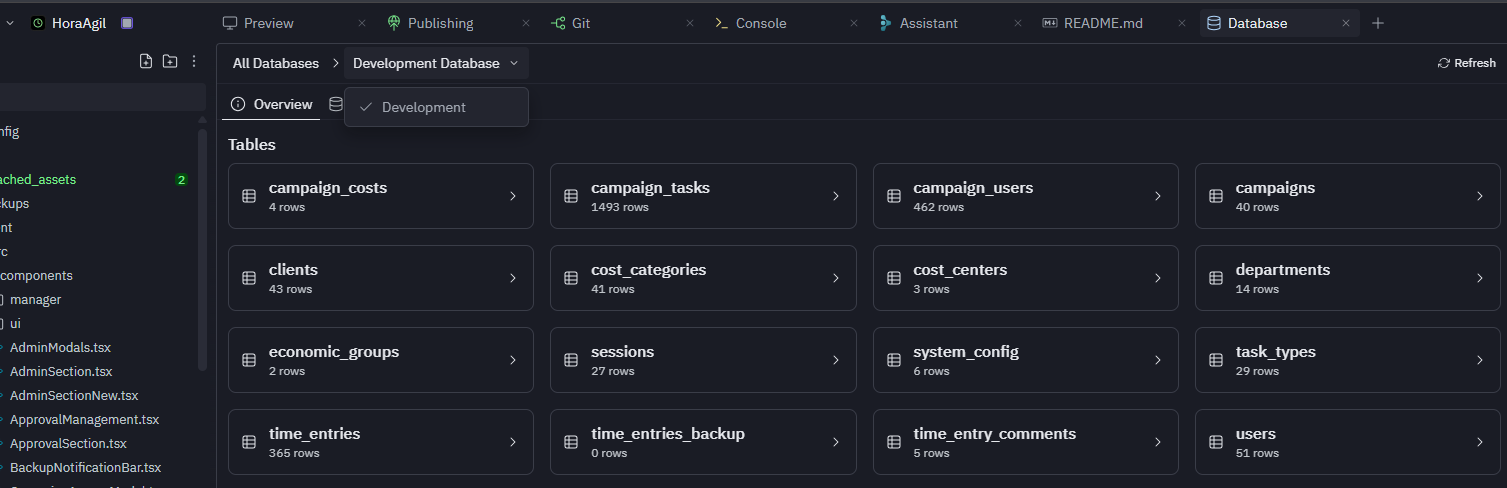 HoraAgil
Preview
Publishing
Git
Console
Assistant
README.md
Database
All Databases
Development Database
Refresh
Overview
Development
nfig
ached_assets
2
ckups
ent
rc
components
manager
ui
AdminModals.tsx
AdminSection.tsx
AdminSectionNew.tsx
ApprovalManagement.tsx
ApprovalSection.tsx
BackupNotificationBar.tsx
Tables
campaign_costs
4 rows
campaign_tasks
1493 rows
campaign_users
462 rows
campaigns
40 rows
clients
43 rows
cost_categories
41 rows
cost_centers
3 rows
departments
14 rows
economic_groups
2 rows
sessions
27 rows
system_config
6 rows
task_types
29 rows
time_entries
365 rows
time_entries_backup
0 rows
time_entry_comments
5 rows
users
51 rows